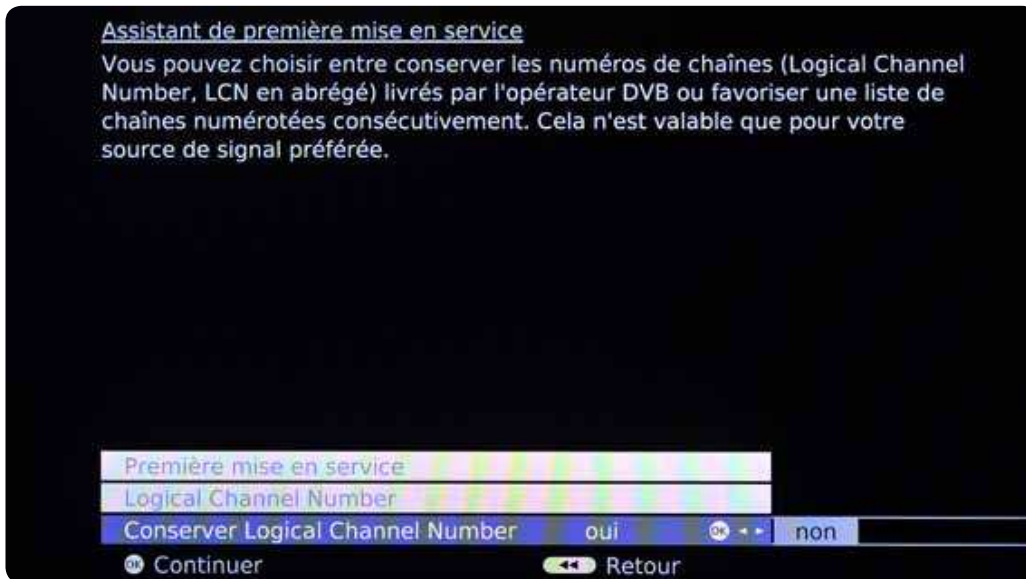 Assistant de première mise en service
Vous pouvez choisir entre conserver les numéros de chaînes (Logical Channel
Number, LCN en abrégé) livrés par l'opérateur DVB ou favoriser une liste de
chaînes numérotées consécutivement. Cela n'est valable que pour votre
source de signal préférée.
Première mise en service
Logical Channel Number
Conserver Logical Channel Number oui OK non
OK Continuer Retour